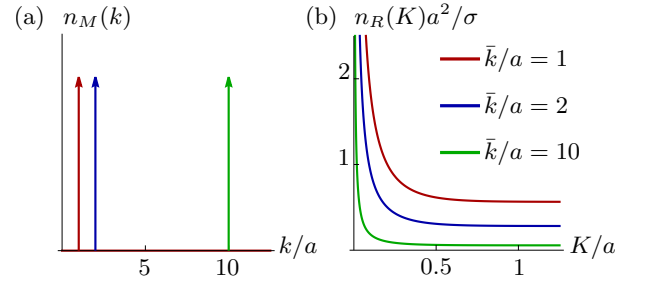 (a) n_M(k)
5 10 k/a
(b) n_R(K)a²/σ
2
1
k̄/a = 1
k̄/a = 2
k̄/a = 10
0.5 1 K/a